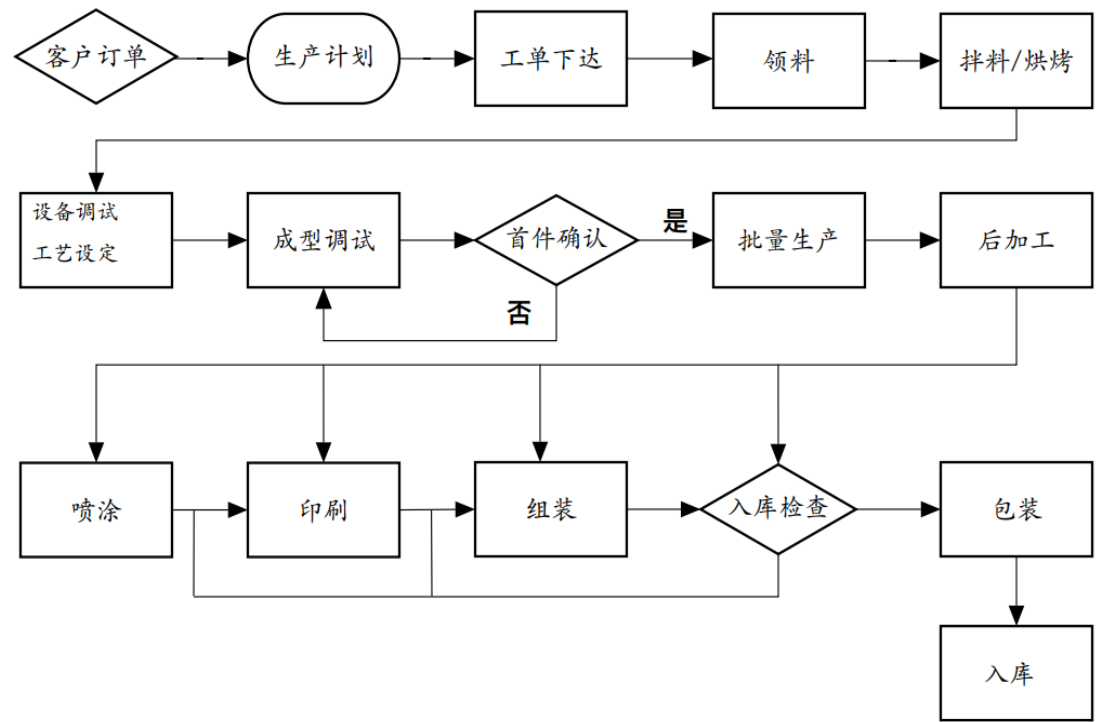 客户订单
生产计划
工单下达
领料
拌料/烘烤
设备调试
工艺设定
成型调试
首件确认
是
批量生产
后加工
否
喷涂
印刷
组装
入库检查
包装
入库